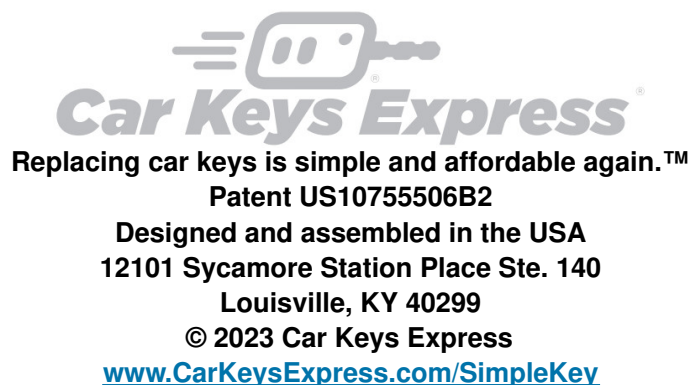 Car Keys Express®
Replacing car keys is simple and affordable again.™
Patent US10755506B2
Designed and assembled in the USA
12101 Sycamore Station Place Ste. 140
Louisville, KY 40299
© 2023 Car Keys Express
www.CarKeysExpress.com/SimpleKey